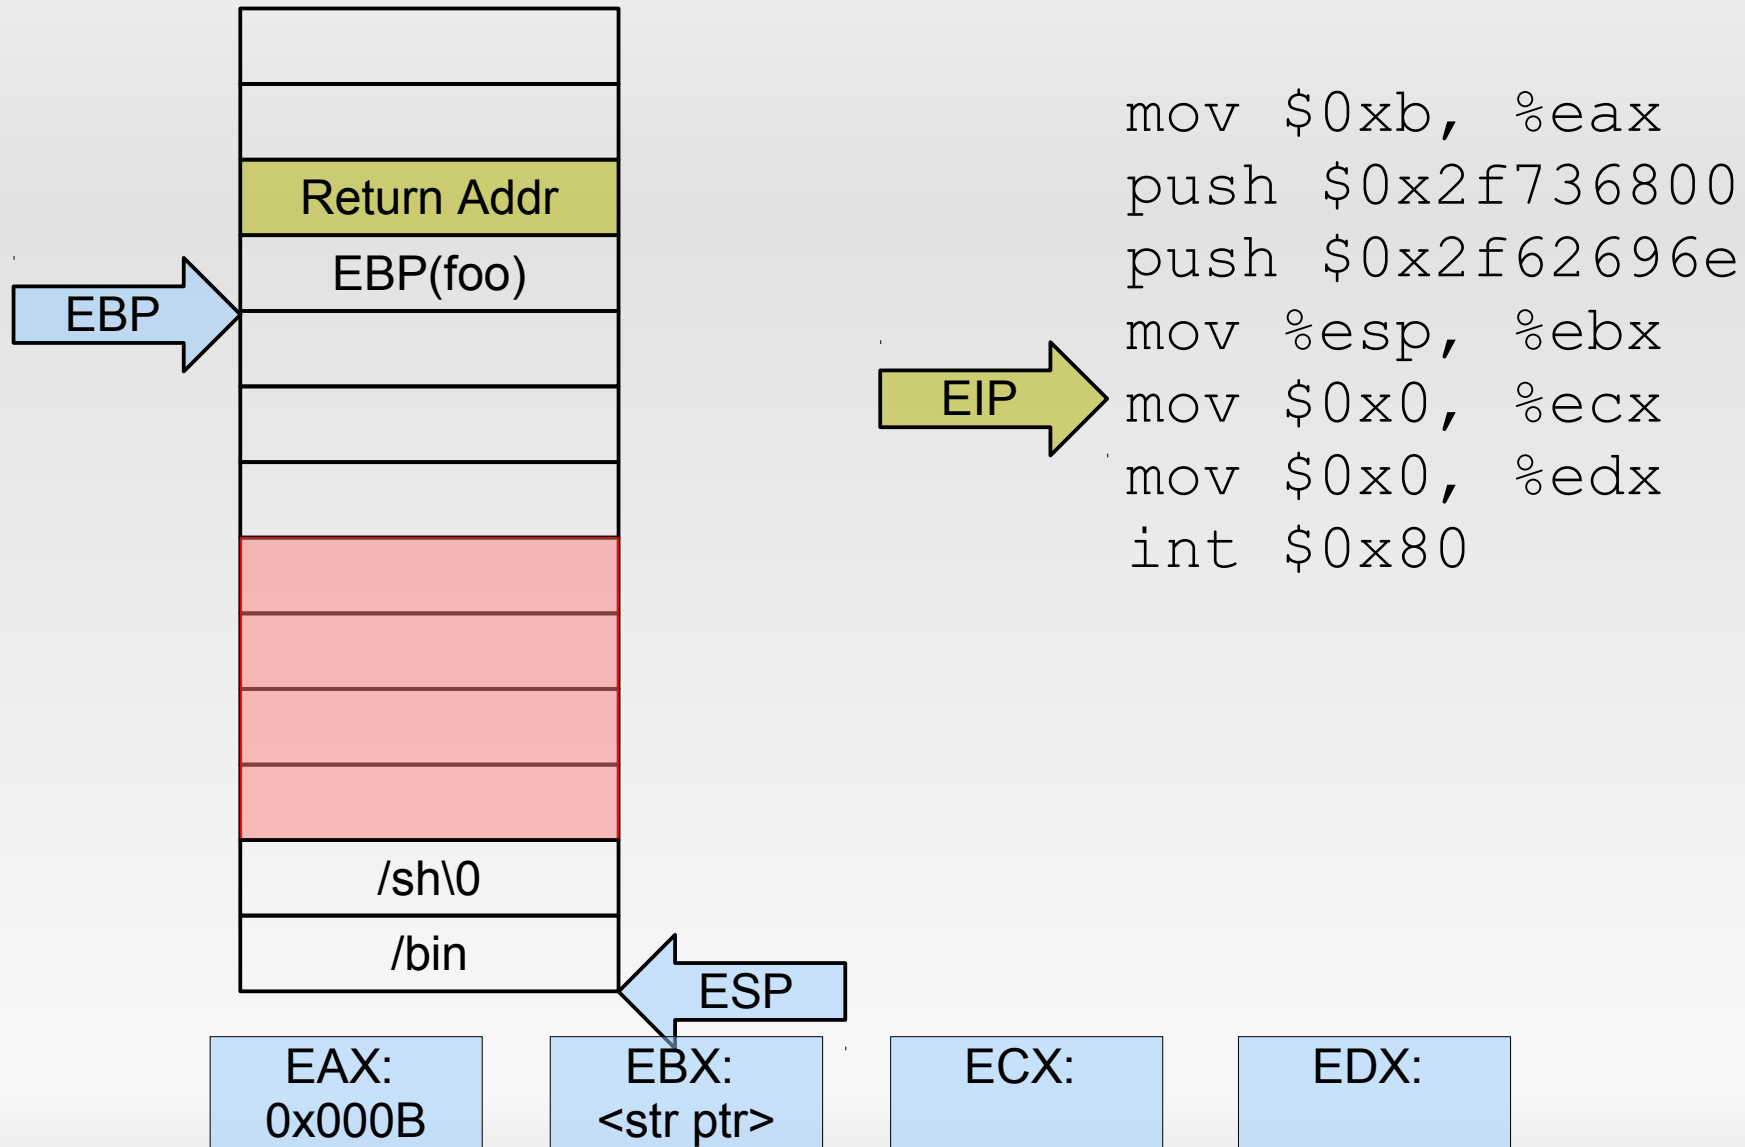 Return Addr
EBP(foo)
EBP
/sh\0
/bin
ESP
EIP
mov $0xb, %eax
push $0x2f736800
push $0x2f62696e
mov %esp, %ebx
mov $0x0, %ecx
mov $0x0, %edx
int $0x80
EAX:
0x000B
EBX:
<str ptr>
ECX:
EDX: